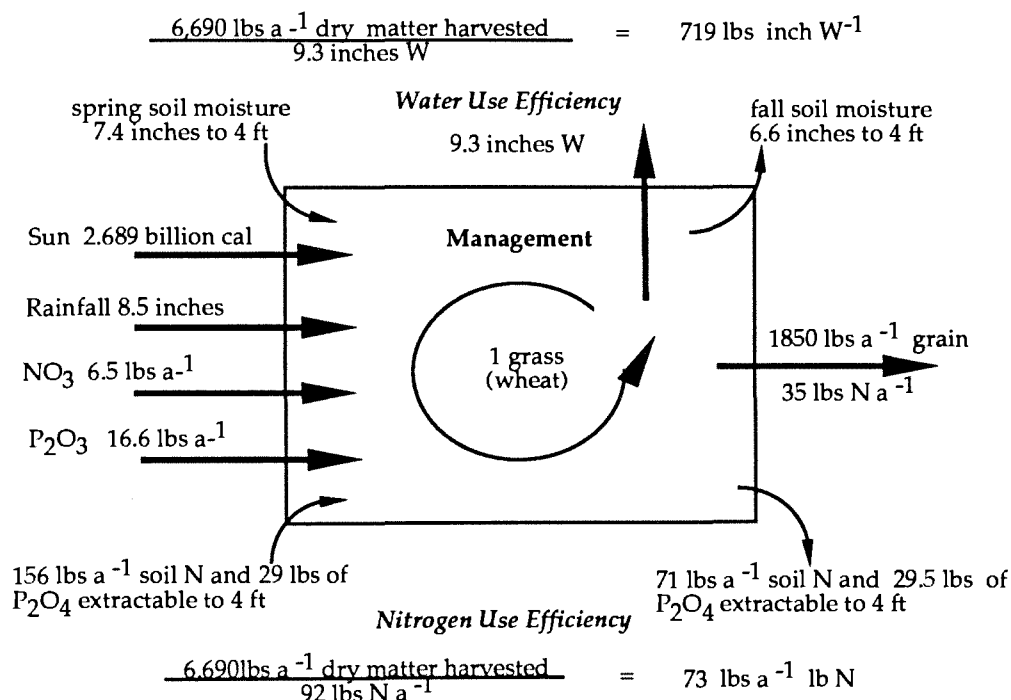 6,690 lbs a -1 dry matter harvested = 719 lbs inch W-1
9.3 inches W
Water Use Efficiency
spring soil moisture
7.4 inches to 4 ft
9.3 inches W
fall soil moisture
6.6 inches to 4 ft
Sun 2.689 billion cal
Management
Rainfall 8.5 inches
NO3 6.5 lbs a-1
P2O3 16.6 lbs a-1
1 grass
(wheat)
1850 lbs a -1 grain
35 lbs N a -1
156 lbs a -1 soil N and 29 lbs of
P2O4 extractable to 4 ft
71 lbs a -1 soil N and 29.5 lbs of
P2O4 extractable to 4 ft
Nitrogen Use Efficiency
6,690lbs a -1 dry matter harvested = 73 lbs a-1 lb N
92 lbs N a -1